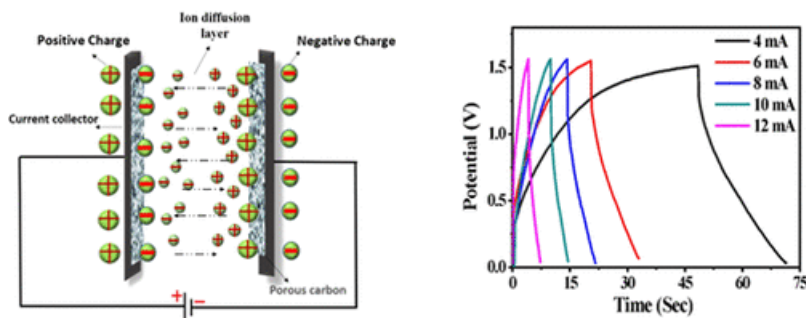 Ion diffusion
layer
Positive Charge
Negative Charge
Current collector
Porous carbon
+ -
Potential (V)
1.5
1.0
0.5
0.0
4 mA
6 mA
8 mA
10 mA
12 mA
0 15 30 45 60 75
Time (Sec)